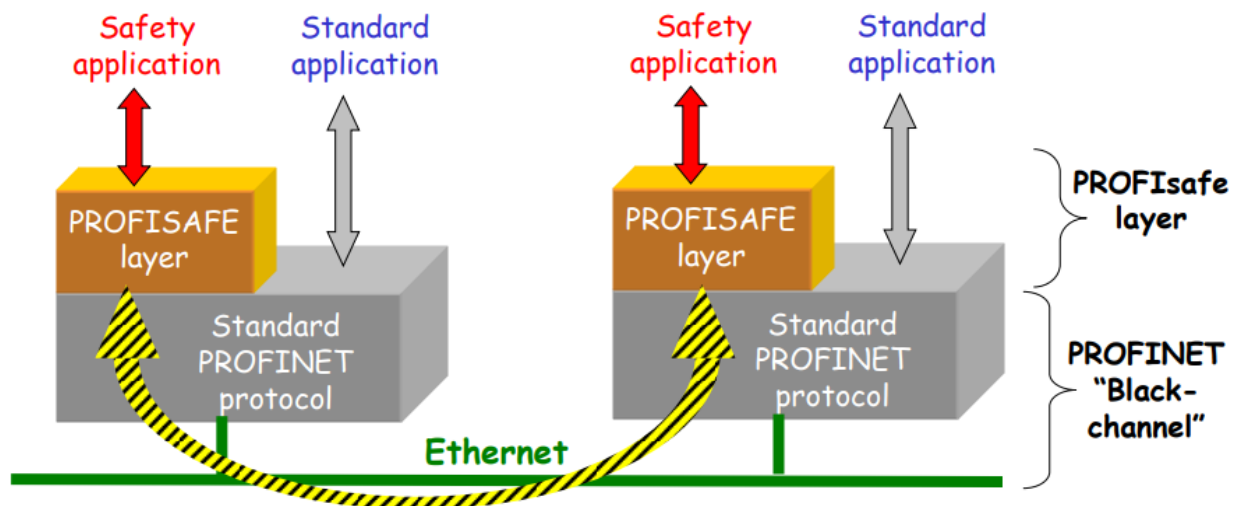 Safety
application
Standard
application
Safety
application
Standard
application
PROFISAFE
layer
PROFISAFE
layer
PROFIsafe
layer
Standard
PROFINET
protocol
Standard
PROFINET
protocol
PROFINET
“Black-
channel”
Ethernet